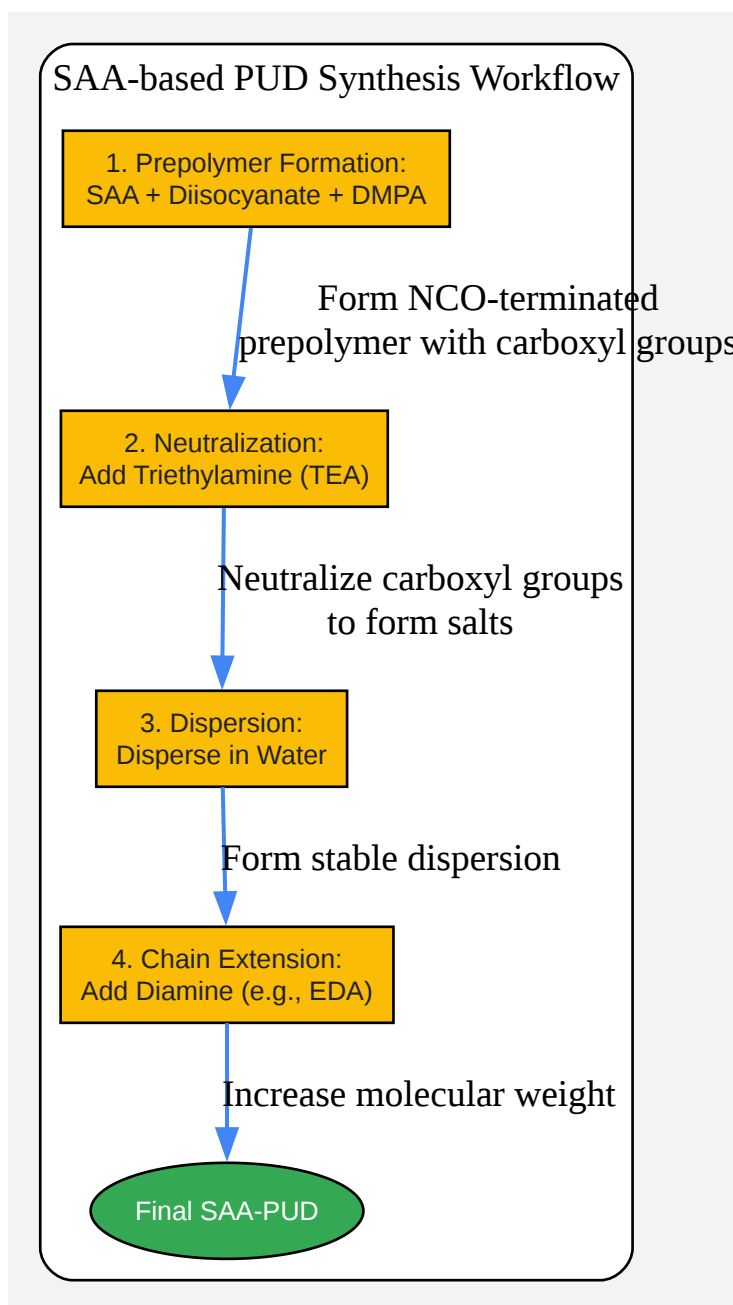 SAA-based PUD Synthesis Workflow
1. Prepolymer Formation:
SAA + Diisocyanate + DMPA
Form NCO-terminated
prepolymer with carboxyl groups
2. Neutralization:
Add Triethylamine (TEA)
Neutralize carboxyl groups
to form salts
3. Dispersion:
Disperse in Water
Form stable dispersion
4. Chain Extension:
Add Diamine (e.g., EDA)
Increase molecular weight
Final SAA-PUD